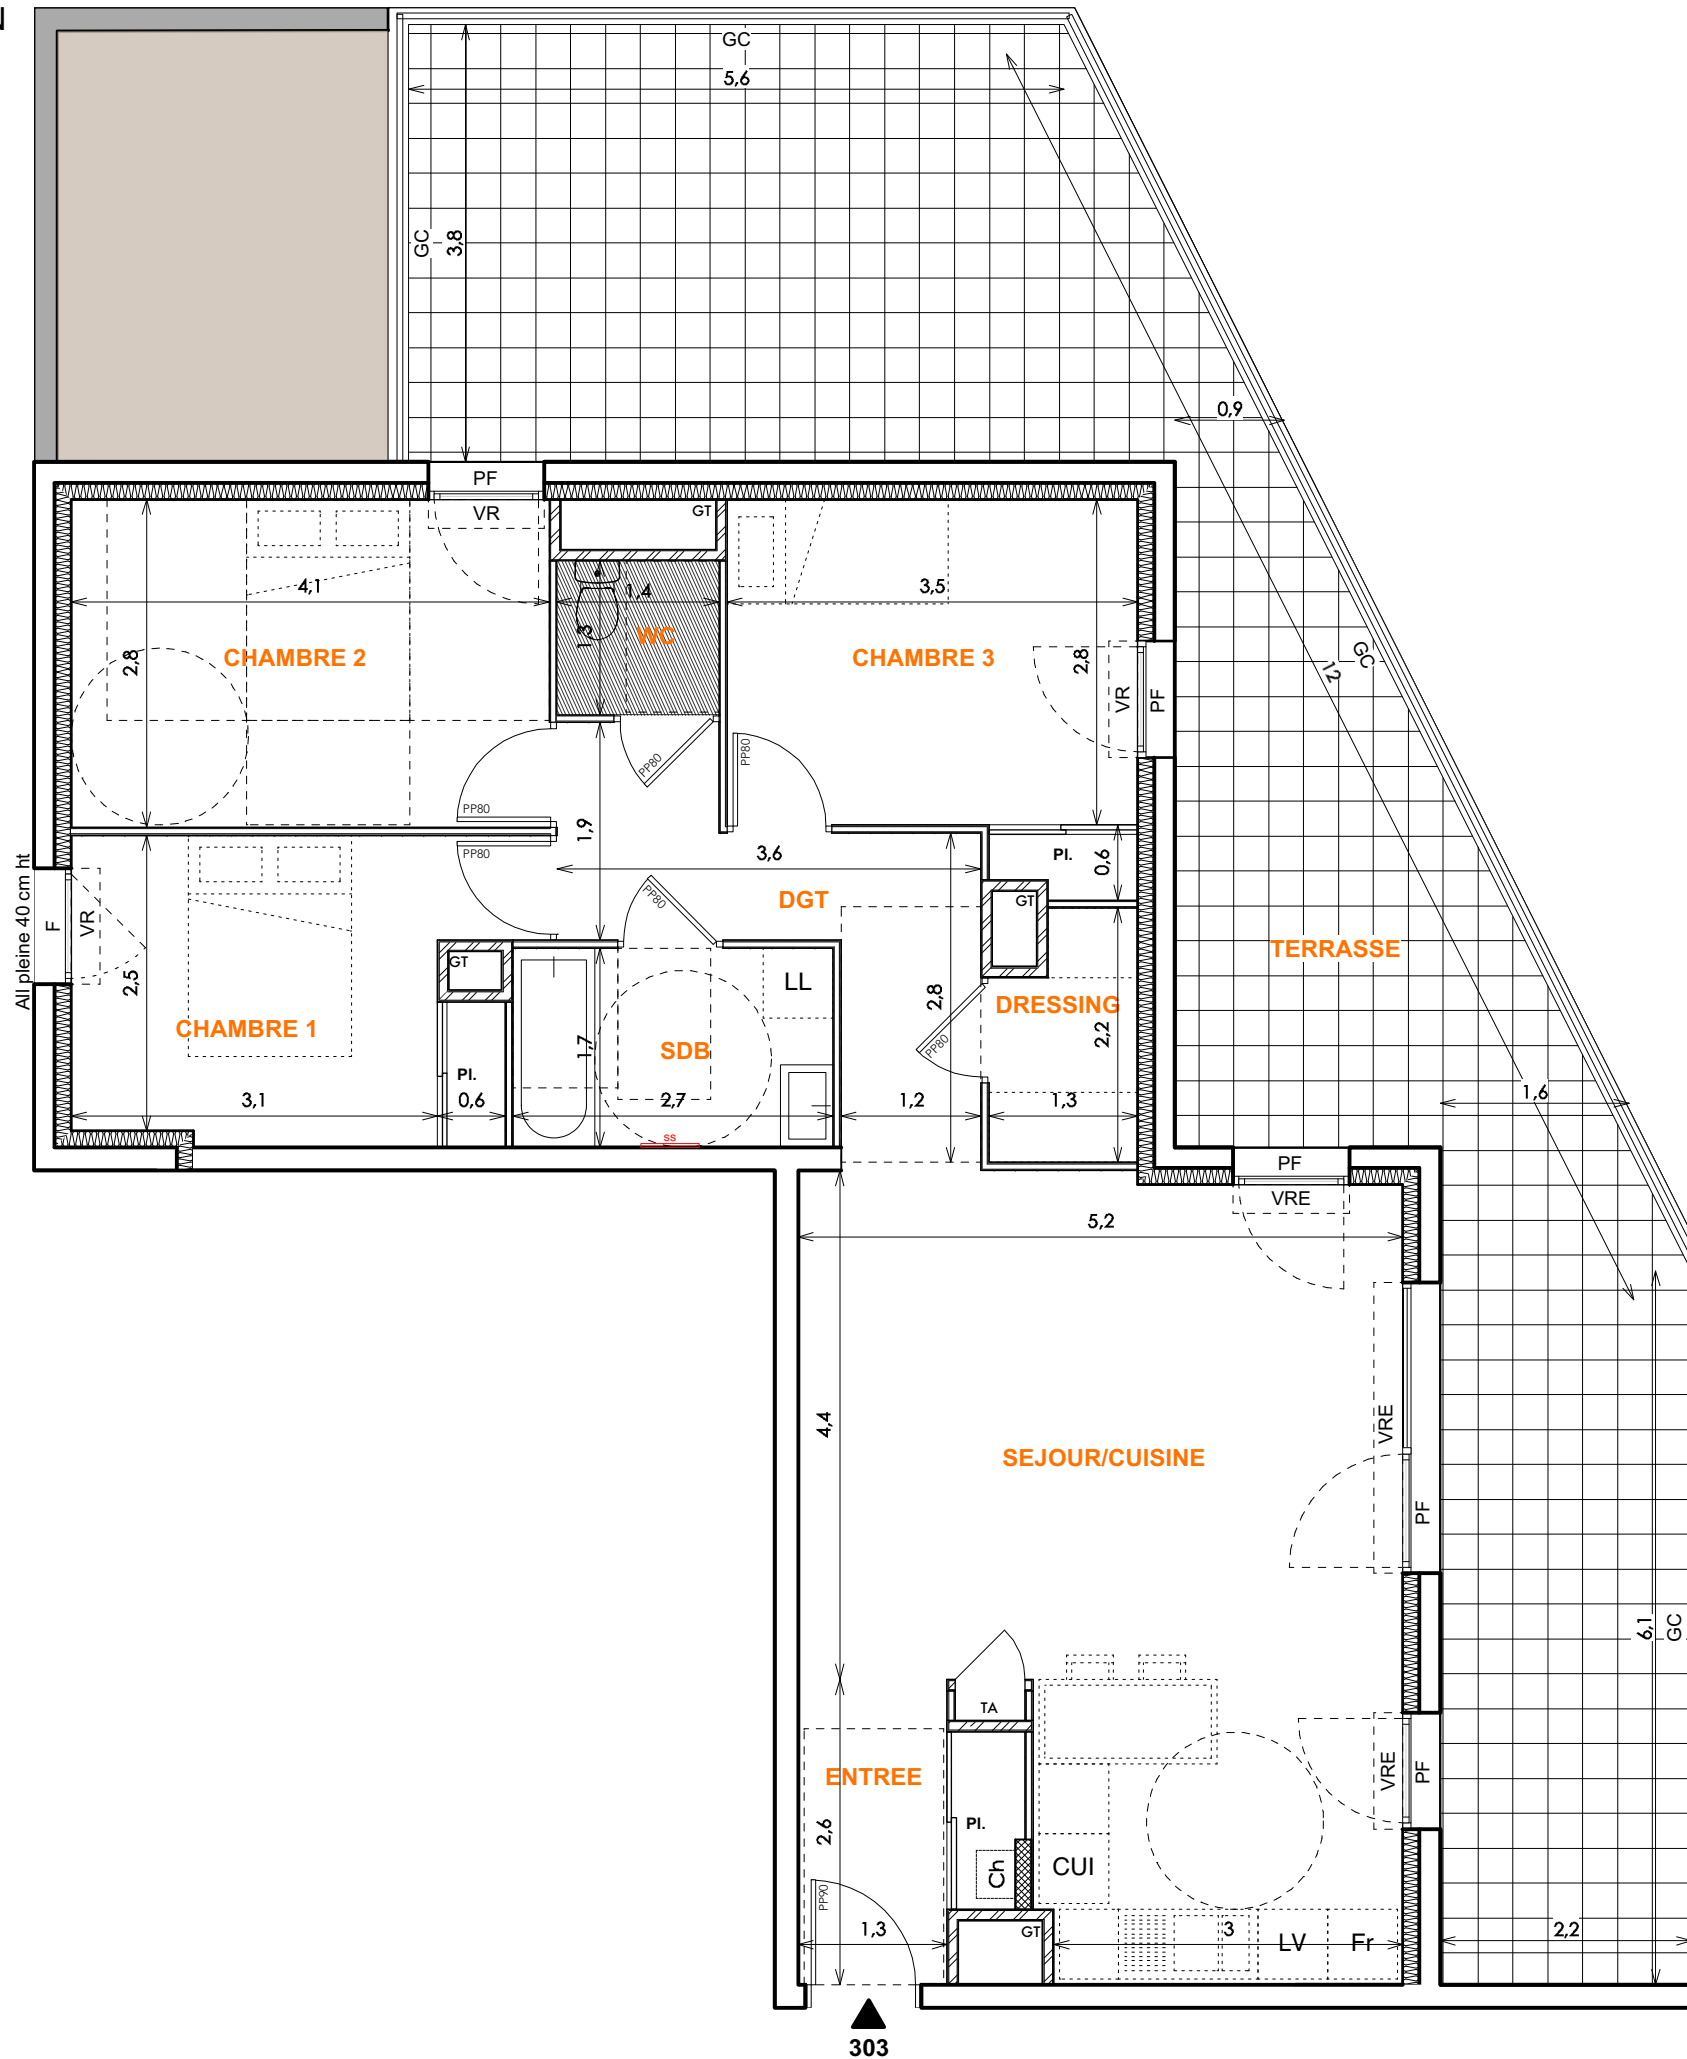 N
GC
5,6
GC
3,8
0,9
PF
VR
GT
4,1
1,4
3,5
1,3
WC
CHAMBRE 2
CHAMBRE 3
2,8
2,8
VR
PF
GC
12
PP80
PP80
PP80
PP80
1,9
3,6
Pl.
0,6
All pleine 40 cm ht
F
VR
PP80
DGT
GT
TERRASSE
2,5
GT
LL
2,8
DRESSING
CHAMBRE 1
1,7
SDB
PP80
2,2
Pl.
3,1
0,6
2,7
1,2
1,3
1,6
ss
PF
VRE
5,2
4,4
VRE
SEJOUR/CUISINE
PF
6,1
GC
TA
ENTREE
VRE
PF
2,6
Pl.
Ch
CUI
PP90
1,3
GT
3
LV
Fr
2,2
303